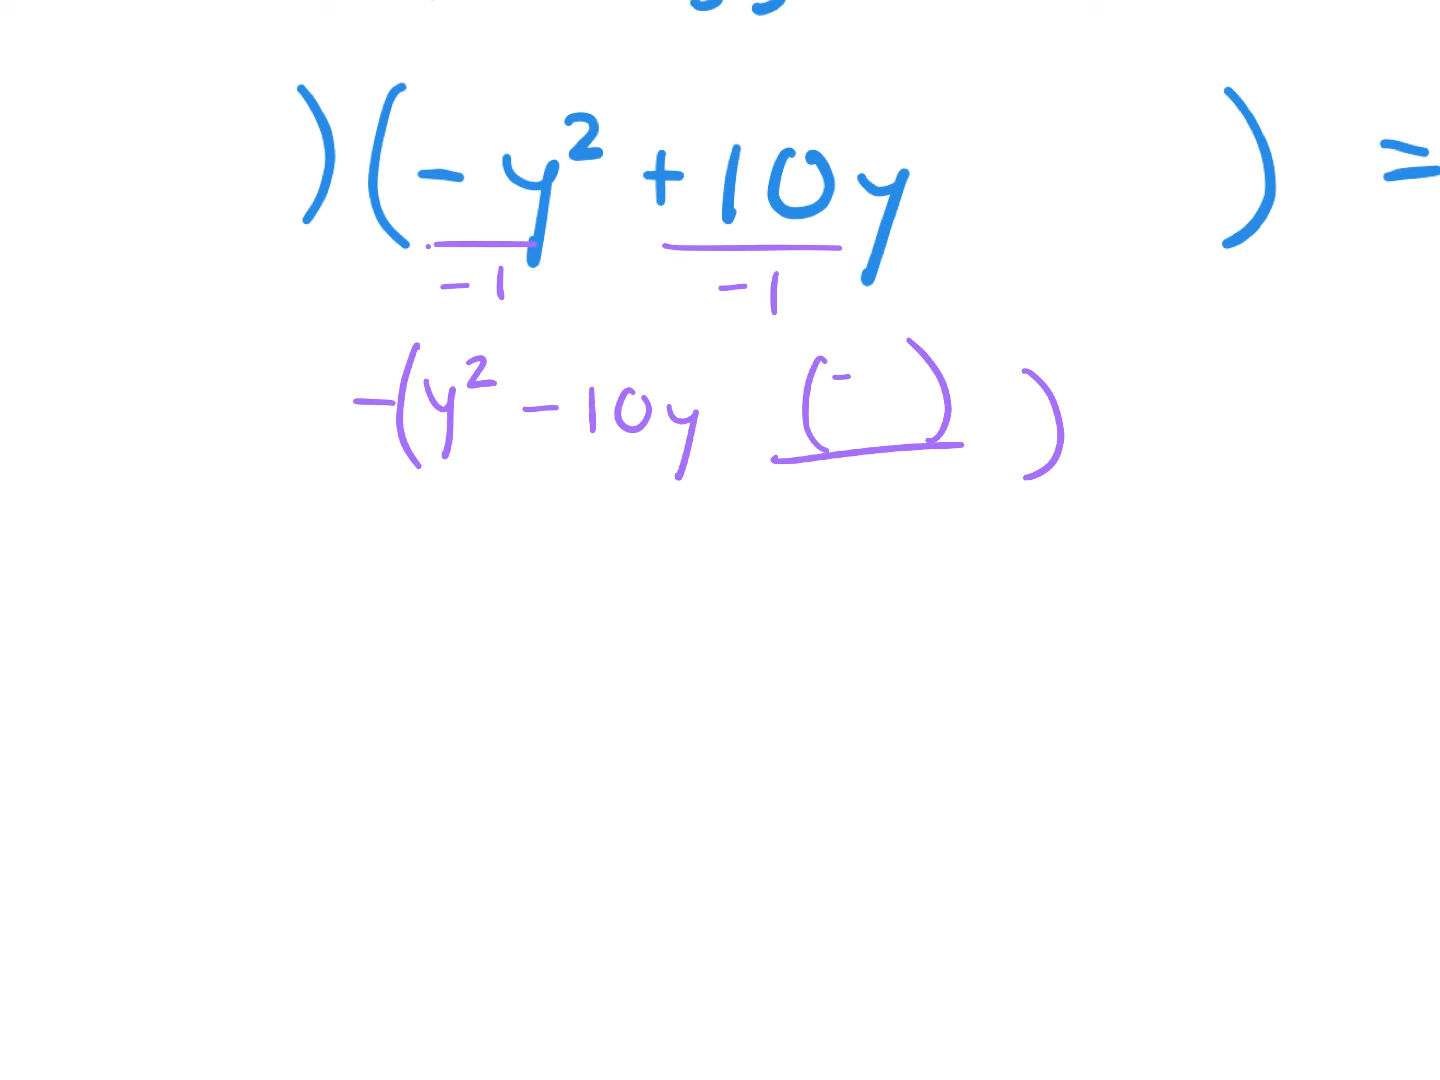 )(-y² + 10y ) =
-1 -1
-(y² - 10y (- ) )